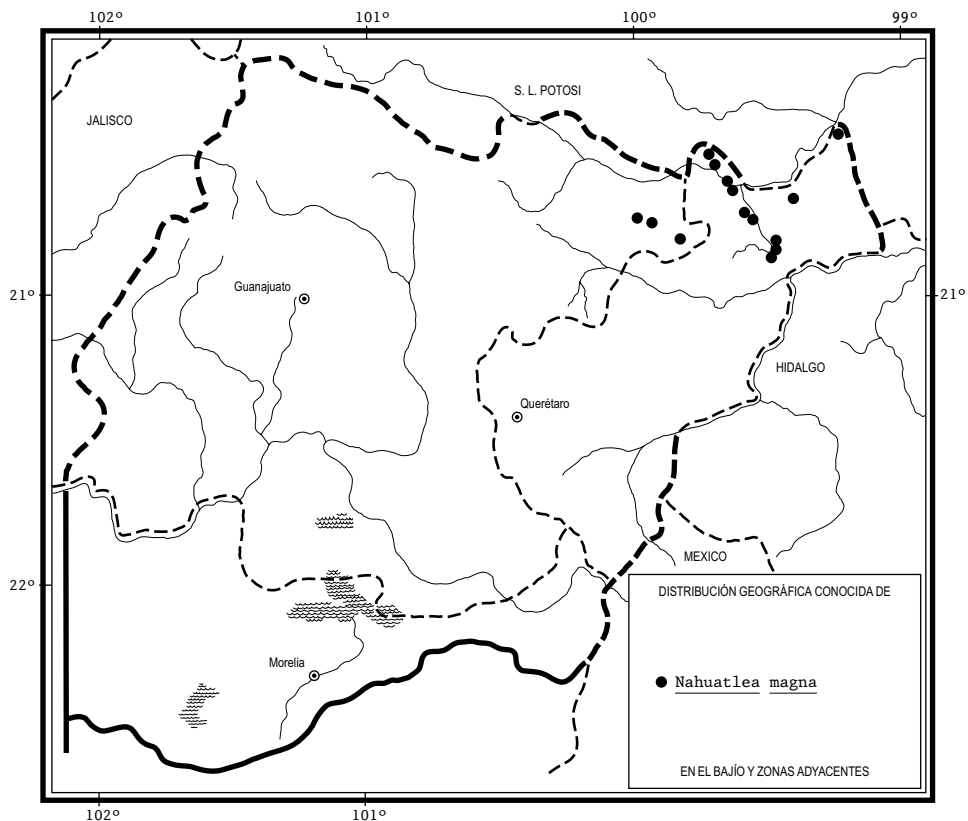 102º 101º 100º 99º
S. L. POTOSI
JALISCO
Guanajuato
21º 21º
HIDALGO
Querétaro
MEXICO
22º
DISTRIBUCIÓN GEOGRÁFICA CONOCIDA DE
Morelia
Nahuatlea magna
EN EL BAJÍO Y ZONAS ADYACENTES
102º 101º